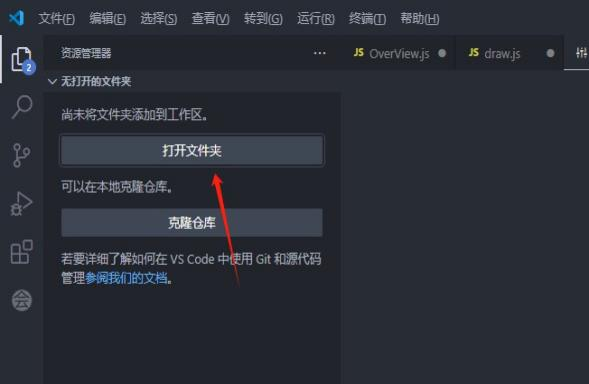 文件(F) 编辑(E) 选择(S) 查看(V) 转到(G) 运行(R) 终端(T) 帮助(H)
资源管理器 ··· JS OverView.js ● JS draw.js ●
无打开的文件夹
尚未将文件夹添加到工作区。
打开文件夹
可以在本地克隆仓库。
克隆仓库
若要详细了解如何在 VS Code 中使用 Git 和源代码
管理参阅我们的文档。
2
会